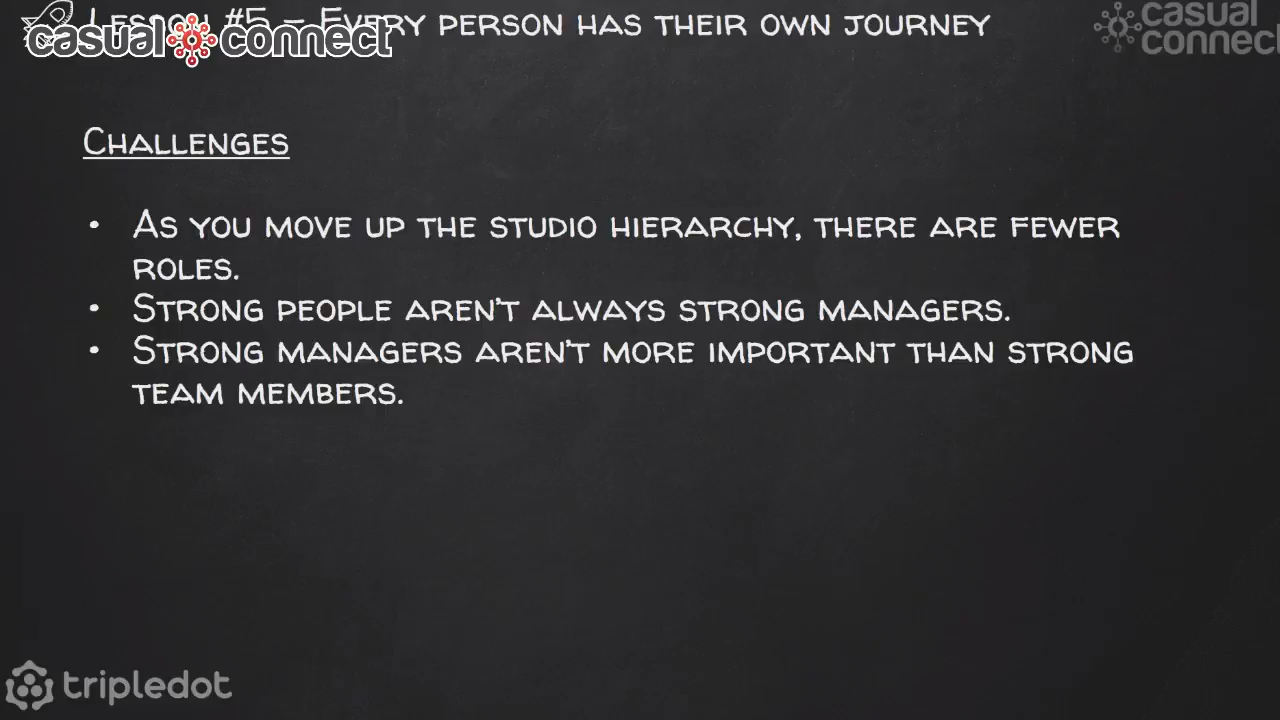 Lesson #5 – Every person has their own journey
casual connect
casual
connect
Challenges
• As you move up the studio hierarchy, there are fewer
roles.
• Strong people aren't always strong managers.
• Strong managers aren't more important than strong
team members.
tripledot